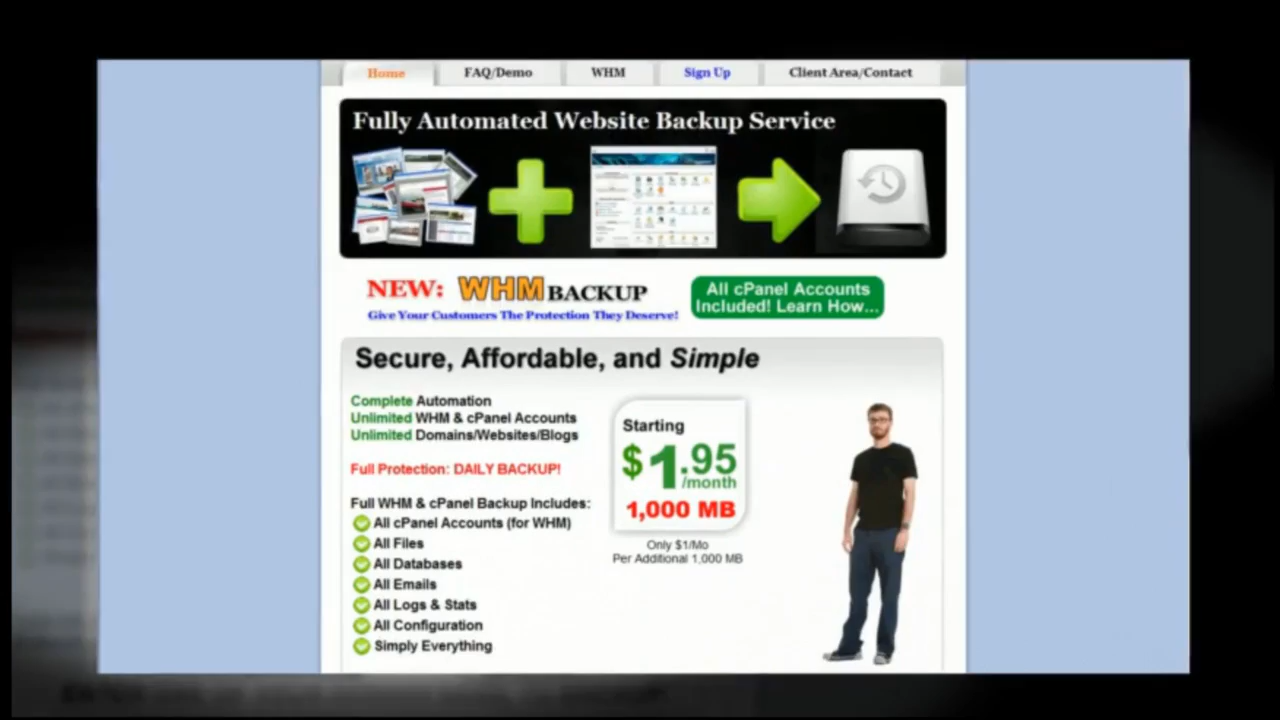 Home FAQ/Demo WHM Sign Up Client Area/Contact
Fully Automated Website Backup Service
NEW: WHM BACKUP
Give Your Customers The Protection They Deserve!
All cPanel Accounts
Included! Learn How...
Secure, Affordable, and Simple
Complete Automation
Unlimited WHM & cPanel Accounts
Unlimited Domains/Websites/Blogs
Full Protection: DAILY BACKUP!
Full WHM & cPanel Backup Includes:
All cPanel Accounts (for WHM)
All Files
All Databases
All Emails
All Logs & Stats
All Configuration
Simply Everything
Starting
$1.95
/month
1,000 MB
Only $1/Mo
Per Additional 1,000 MB